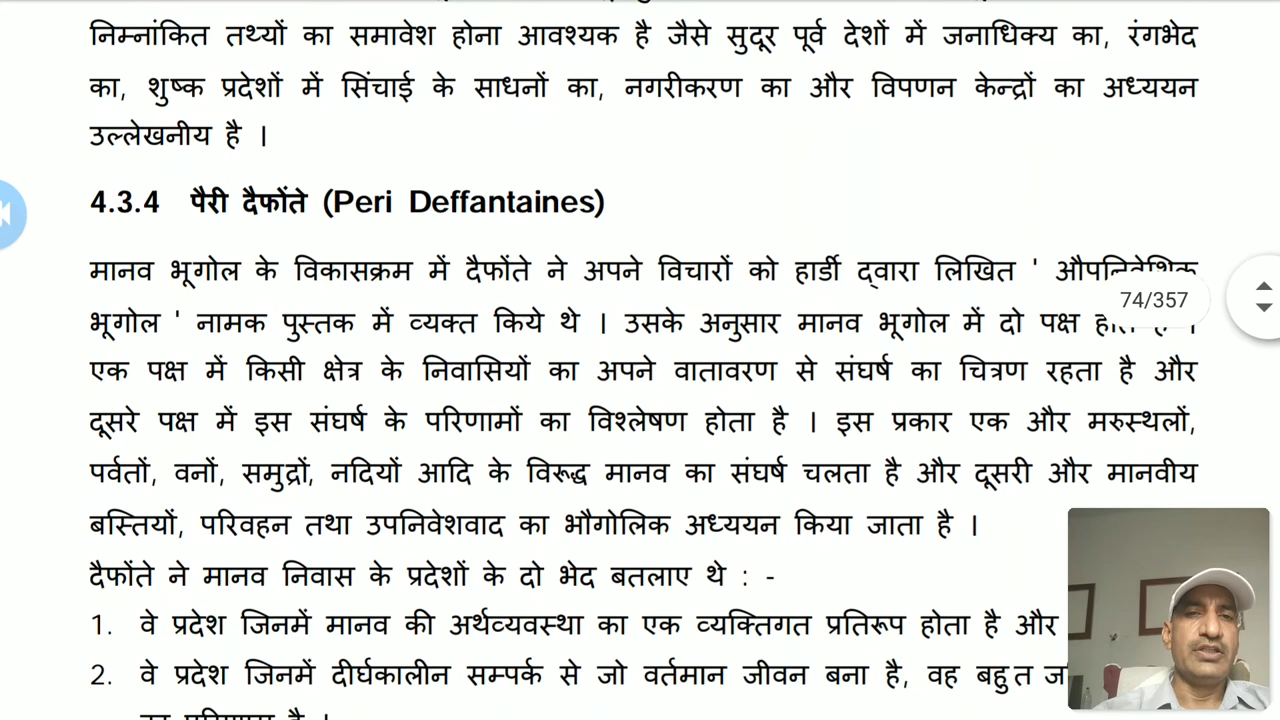 निम्नांकित तथ्यों का समावेश होना आवश्यक है जैसे सुदूर पूर्व देशों में जनाधिक्य का, रंगभेद
का, शुष्क प्रदेशों में सिंचाई के साधनों का, नगरीकरण का और विपणन केन्द्रों का अध्ययन
उल्लेखनीय है ।
4.3.4 पैरी दैफोंते (Peri Deffantaines)
मानव भूगोल के विकासक्रम में दैफोंते ने अपने विचारों को हार्डी द्वारा लिखित ' औपनिवेशिक
74/357
भूगोल ' नामक पुस्तक में व्यक्त किये थे । उसके अनुसार मानव भूगोल में दो पक्ष
एक पक्ष में किसी क्षेत्र के निवासियों का अपने वातावरण से संघर्ष का चित्रण रहता है और
दूसरे पक्ष में इस संघर्ष के परिणामों का विश्लेषण होता है । इस प्रकार एक और मरुस्थलों,
पर्वतों, वनों, समुद्रों, नदियों आदि के विरूद्ध मानव का संघर्ष चलता है और दूसरी और मानवीय
बस्तियों, परिवहन तथा उपनिवेशवाद का भौगोलिक अध्ययन किया जाता है ।
दैफोंते ने मानव निवास के प्रदेशों के दो भेद बतलाए थे : -
1. वे प्रदेश जिनमें मानव की अर्थव्यवस्था का एक व्यक्तिगत प्रतिरूप होता है और
2. वे प्रदेश जिनमें दीर्घकालीन सम्पर्क से जो वर्तमान जीवन बना है, वह बहुत